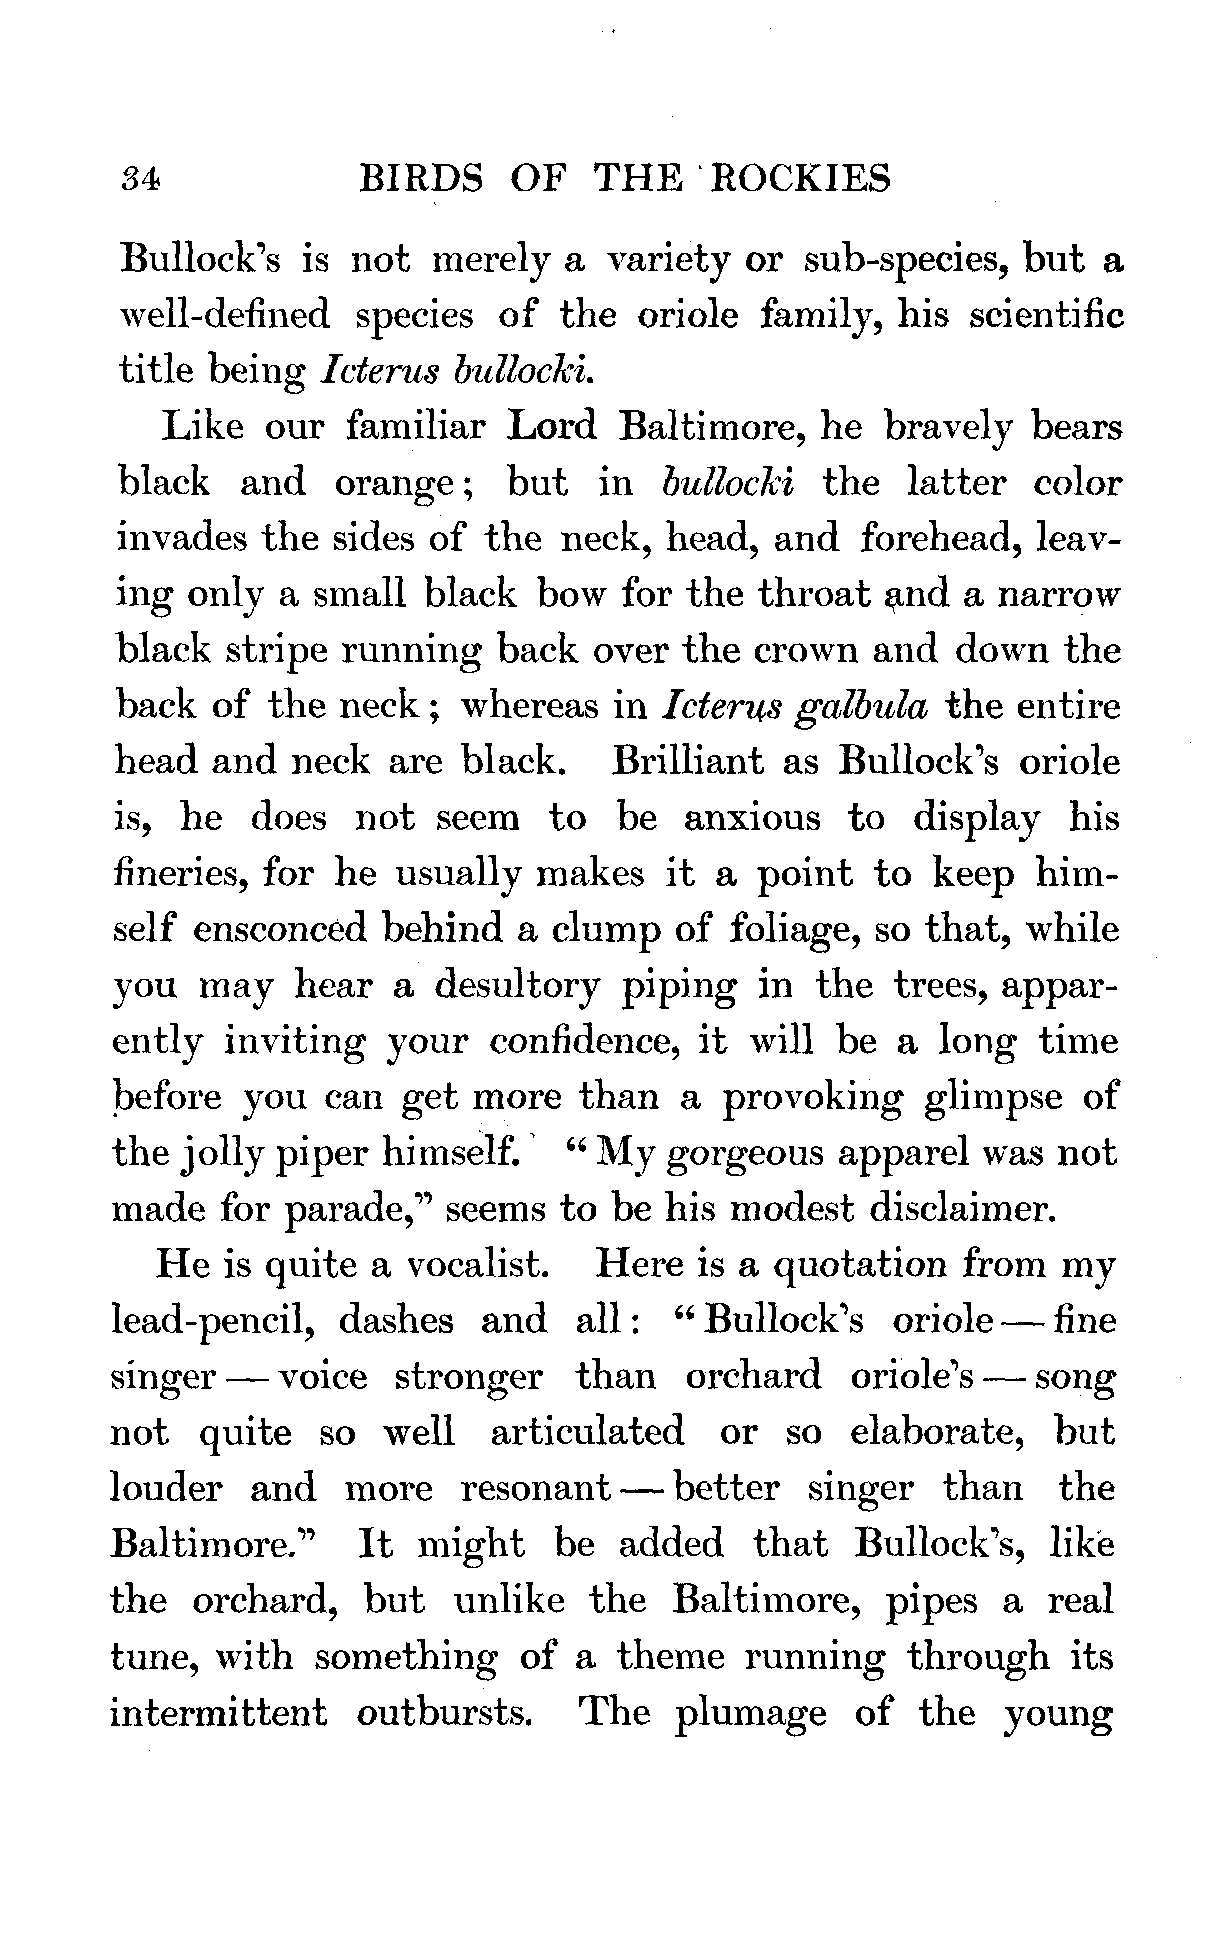 34 BIRDS OF THE ROCKIES
Bullock's is not merely a variety or sub-species, but a
well-defined species of the oriole family, his scientific
title being Icterus bullocki.
Like our familiar Lord Baltimore, he bravely bears
black and orange; but in bullocki the latter color
invades the sides of the neck, head, and forehead, leav-
ing only a small black bow for the throat and a narrow
black stripe running back over the crown and down the
back of the neck; whereas in Icterus galbula the entire
head and neck are black. Brilliant as Bullock's oriole
is, he does not seem to be anxious to display his
fineries, for he usually makes it a point to keep him-
self ensconced behind a clump of foliage, so that, while
you may hear a desultory piping in the trees, appar-
ently inviting your confidence, it will be a long time
before you can get more than a provoking glimpse of
the jolly piper himself. "My gorgeous apparel was not
made for parade," seems to be his modest disclaimer.
He is quite a vocalist. Here is a quotation from my
lead-pencil, dashes and all: "Bullock's oriole — fine
singer — voice stronger than orchard oriole's — song
not quite so well articulated or so elaborate, but
louder and more resonant — better singer than the
Baltimore." It might be added that Bullock's, like
the orchard, but unlike the Baltimore, pipes a real
tune, with something of a theme running through its
intermittent outbursts. The plumage of the young